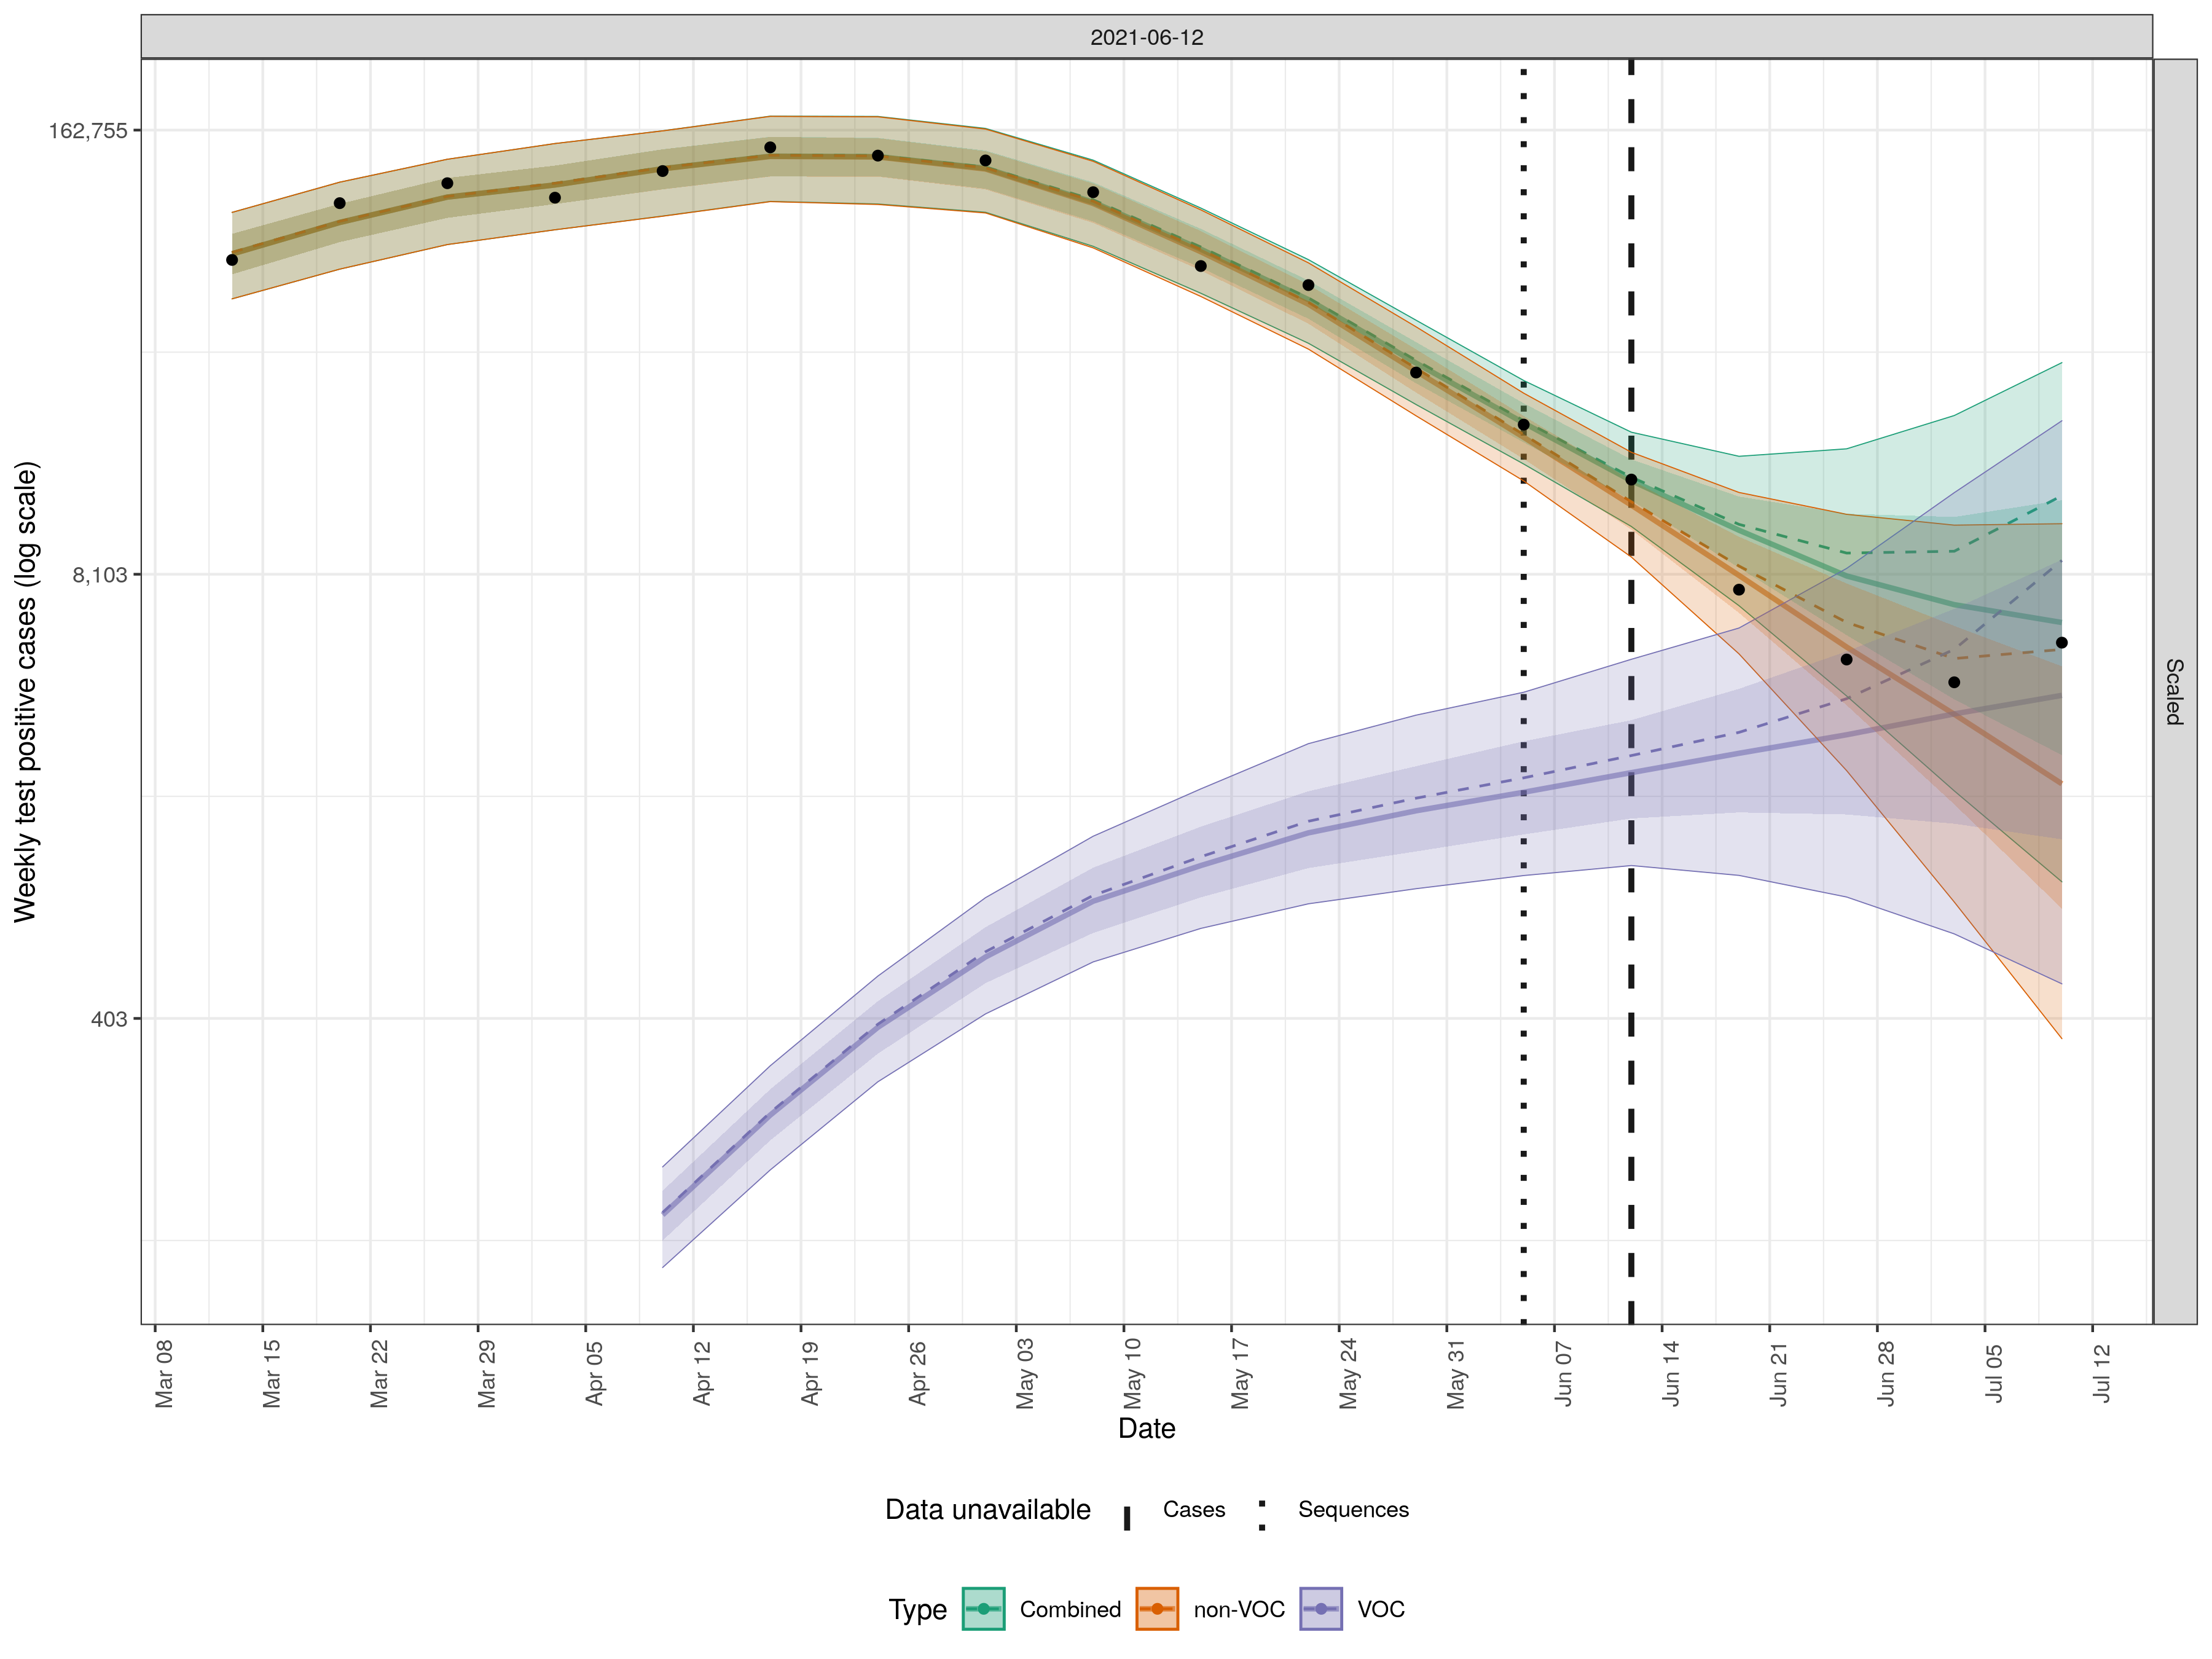 2021-06-12
Scaled
Weekly test positive cases (log scale)
162,755
8,103
403
Mar 08
Mar 15
Mar 22
Mar 29
Apr 05
Apr 12
Apr 19
Apr 26
May 03
May 10
May 17
May 24
May 31
Jun 07
Jun 14
Jun 21
Jun 28
Jul 05
Jul 12
Date
Data unavailable Cases Sequences
Type Combined non-VOC VOC